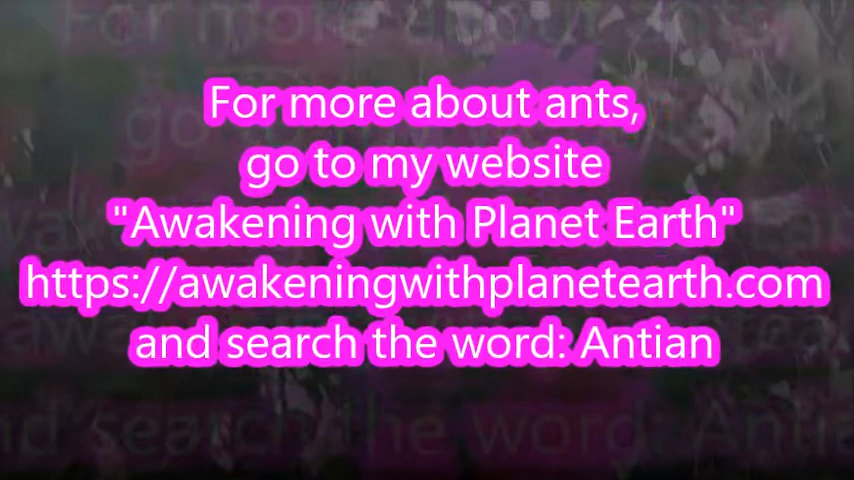 For more about ants,
go to my website
"Awakening with Planet Earth"
https://awakeningwithplanetearth.com
and search the word: Antian